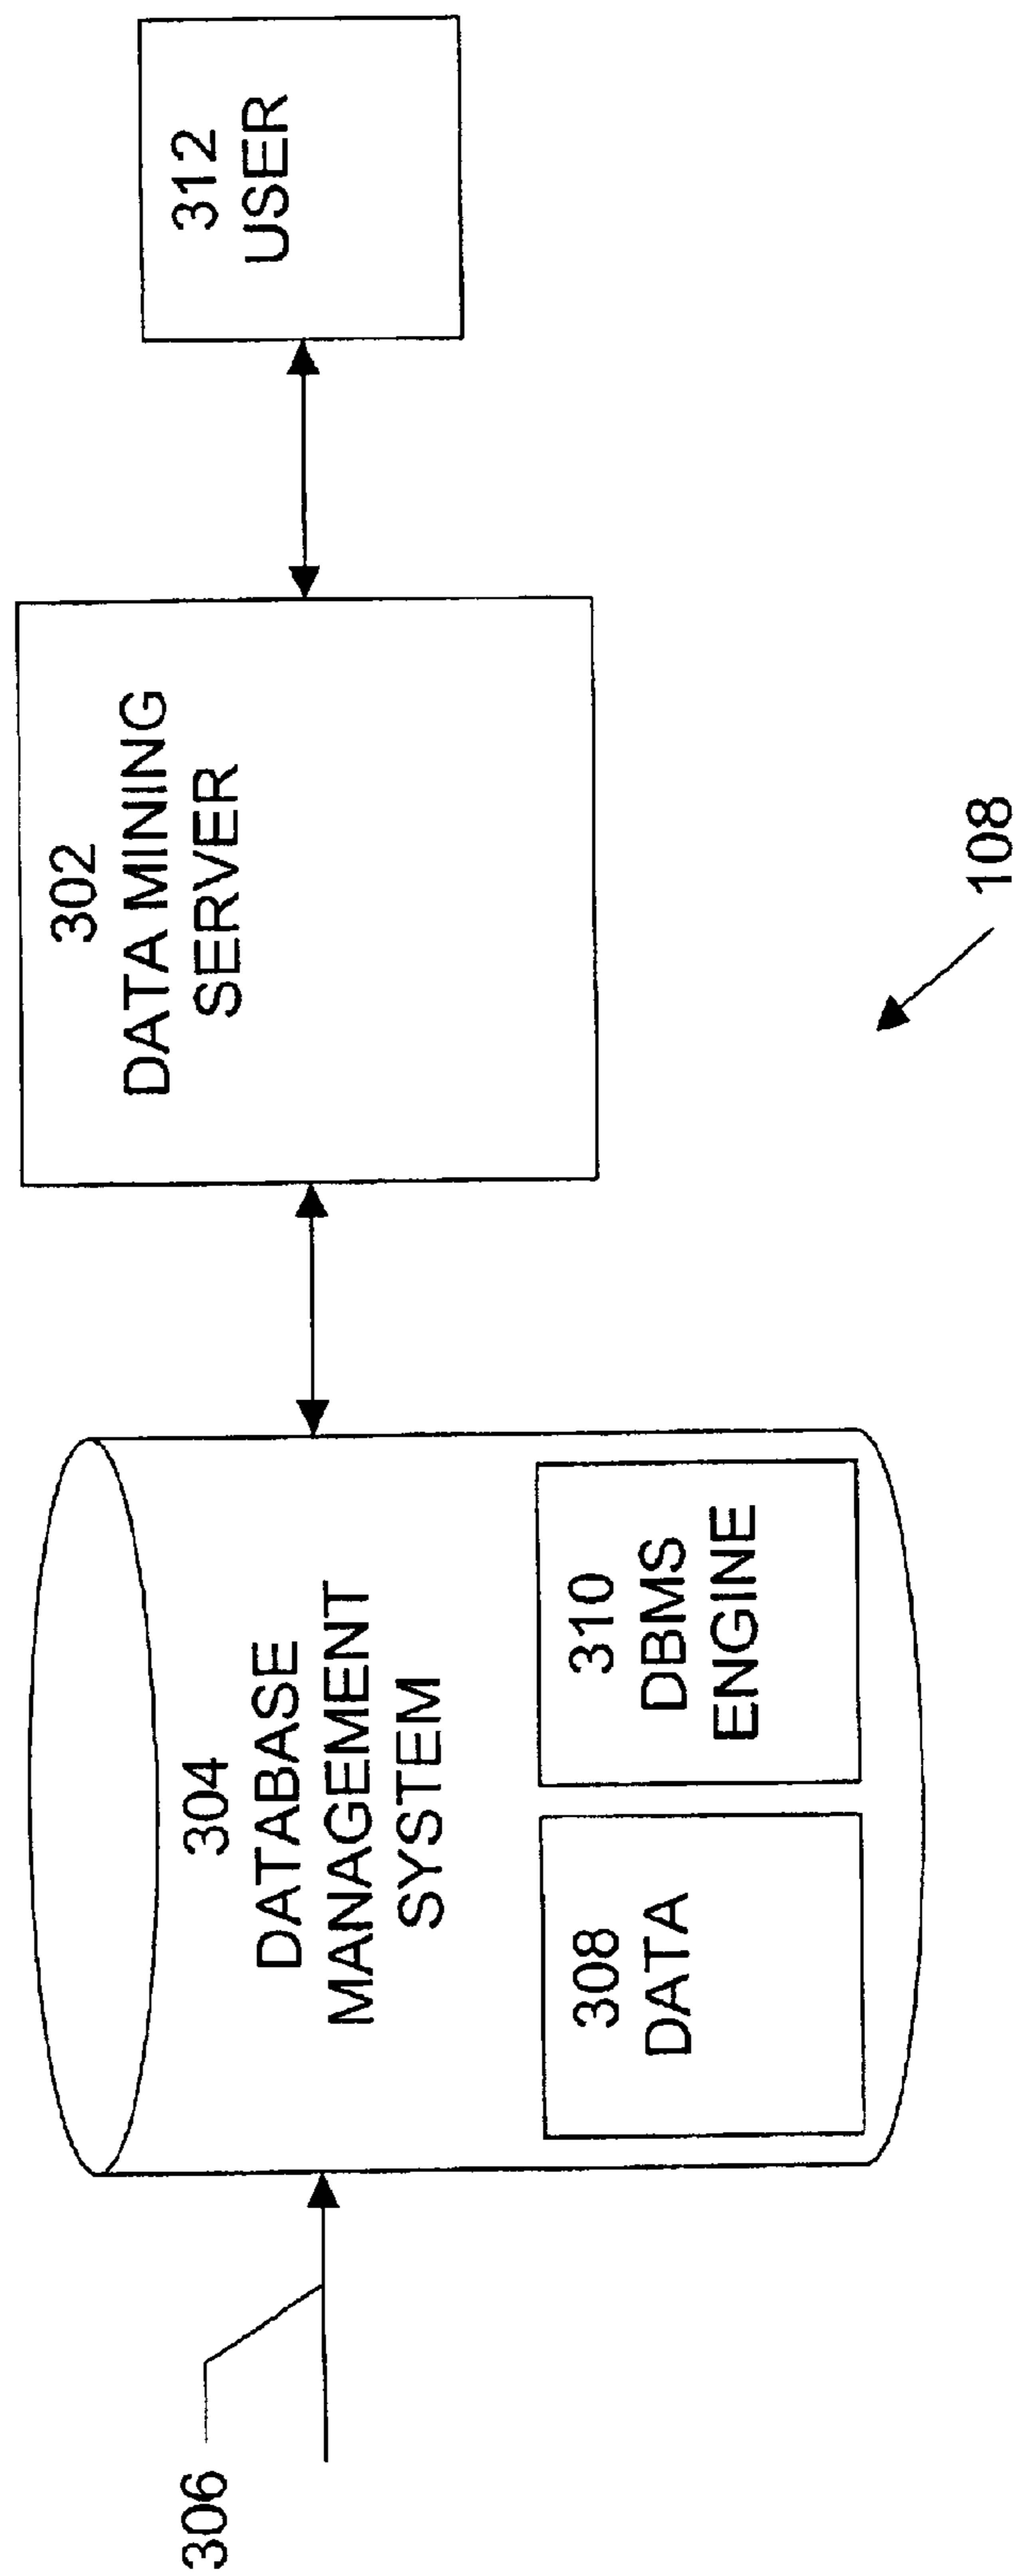 306
304
DATABASE
MANAGEMENT
SYSTEM
308
DATA
310
DBMS
ENGINE
302
DATA MINING
SERVER
312
USER
108